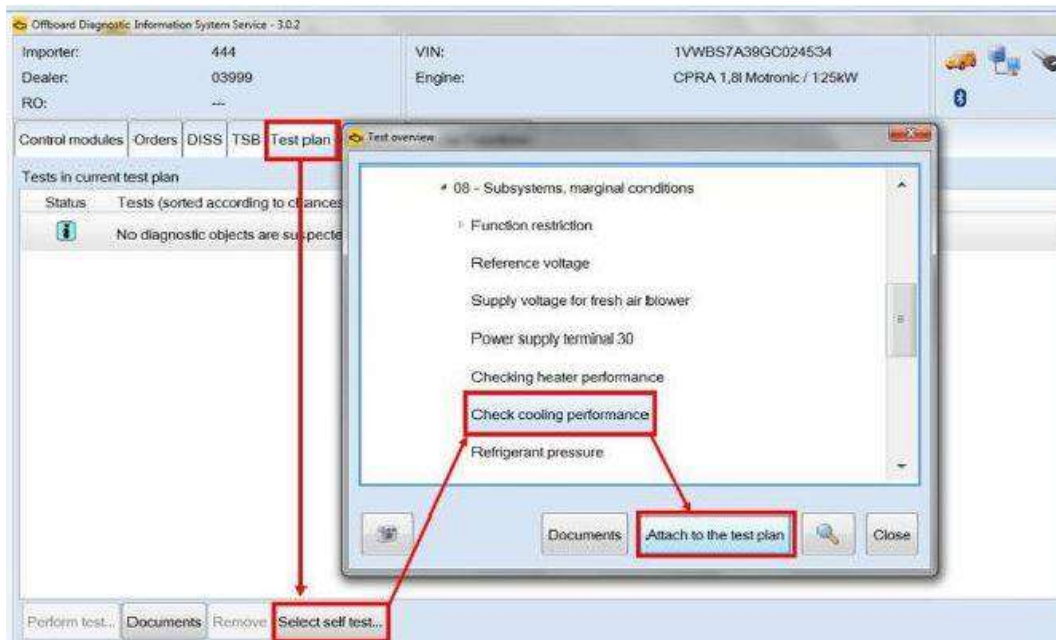 Offboard Diagnostic Information System Service - 3.0.2
Importer: 444 VIN: 1VWBS7A39GC024534
Dealer: 03999 Engine: CPRA 1,8l Motronic / 125kW
RO: ---
Control modules Orders DISS TSB Test plan
Test overview
Tests in current test plan
Status Tests (sorted according to chances
No diagnostic objects are suspecte
08 - Subsystems, marginal conditions
Function restriction
Reference voltage
Supply voltage for fresh air blower
Power supply terminal 30
Checking heater performance
Check cooling performance
Refrigerant pressure
Documents Attach to the test plan Close
Perform test... Documents Remove Select self test...